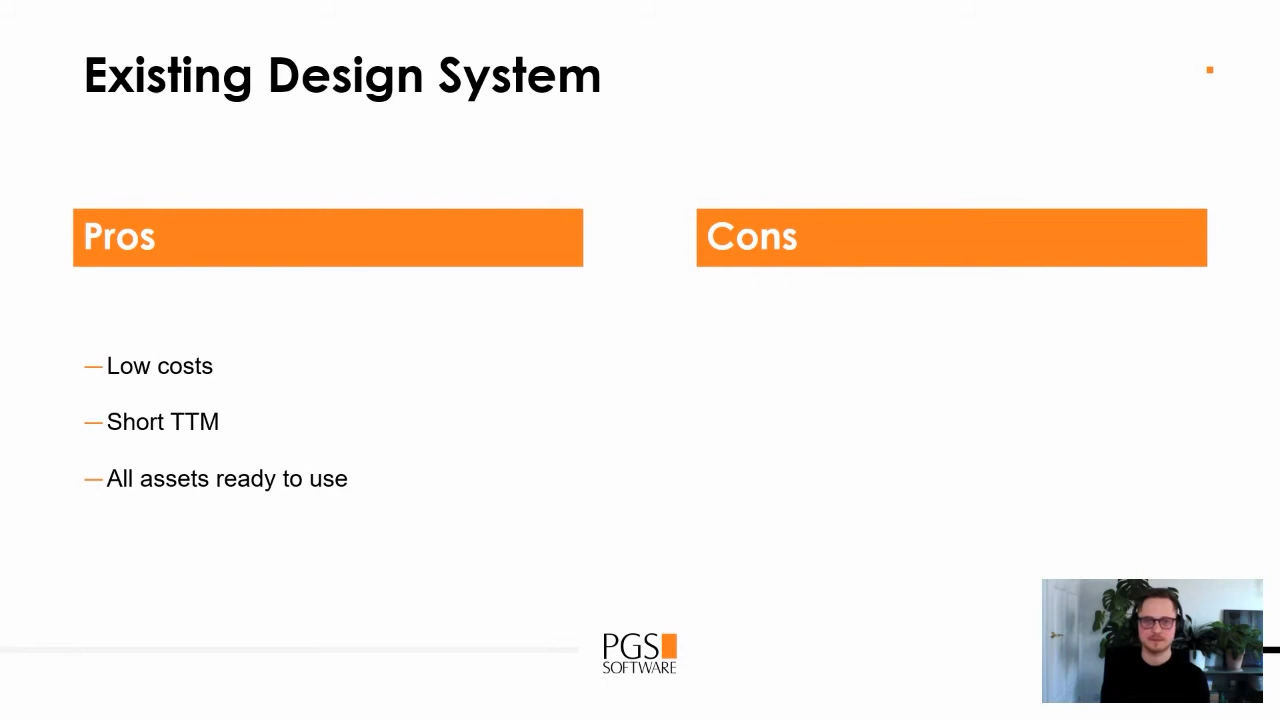 Existing Design System
Pros
Cons
— Low costs
— Short TTM
— All assets ready to use
PGS
SOFTWARE